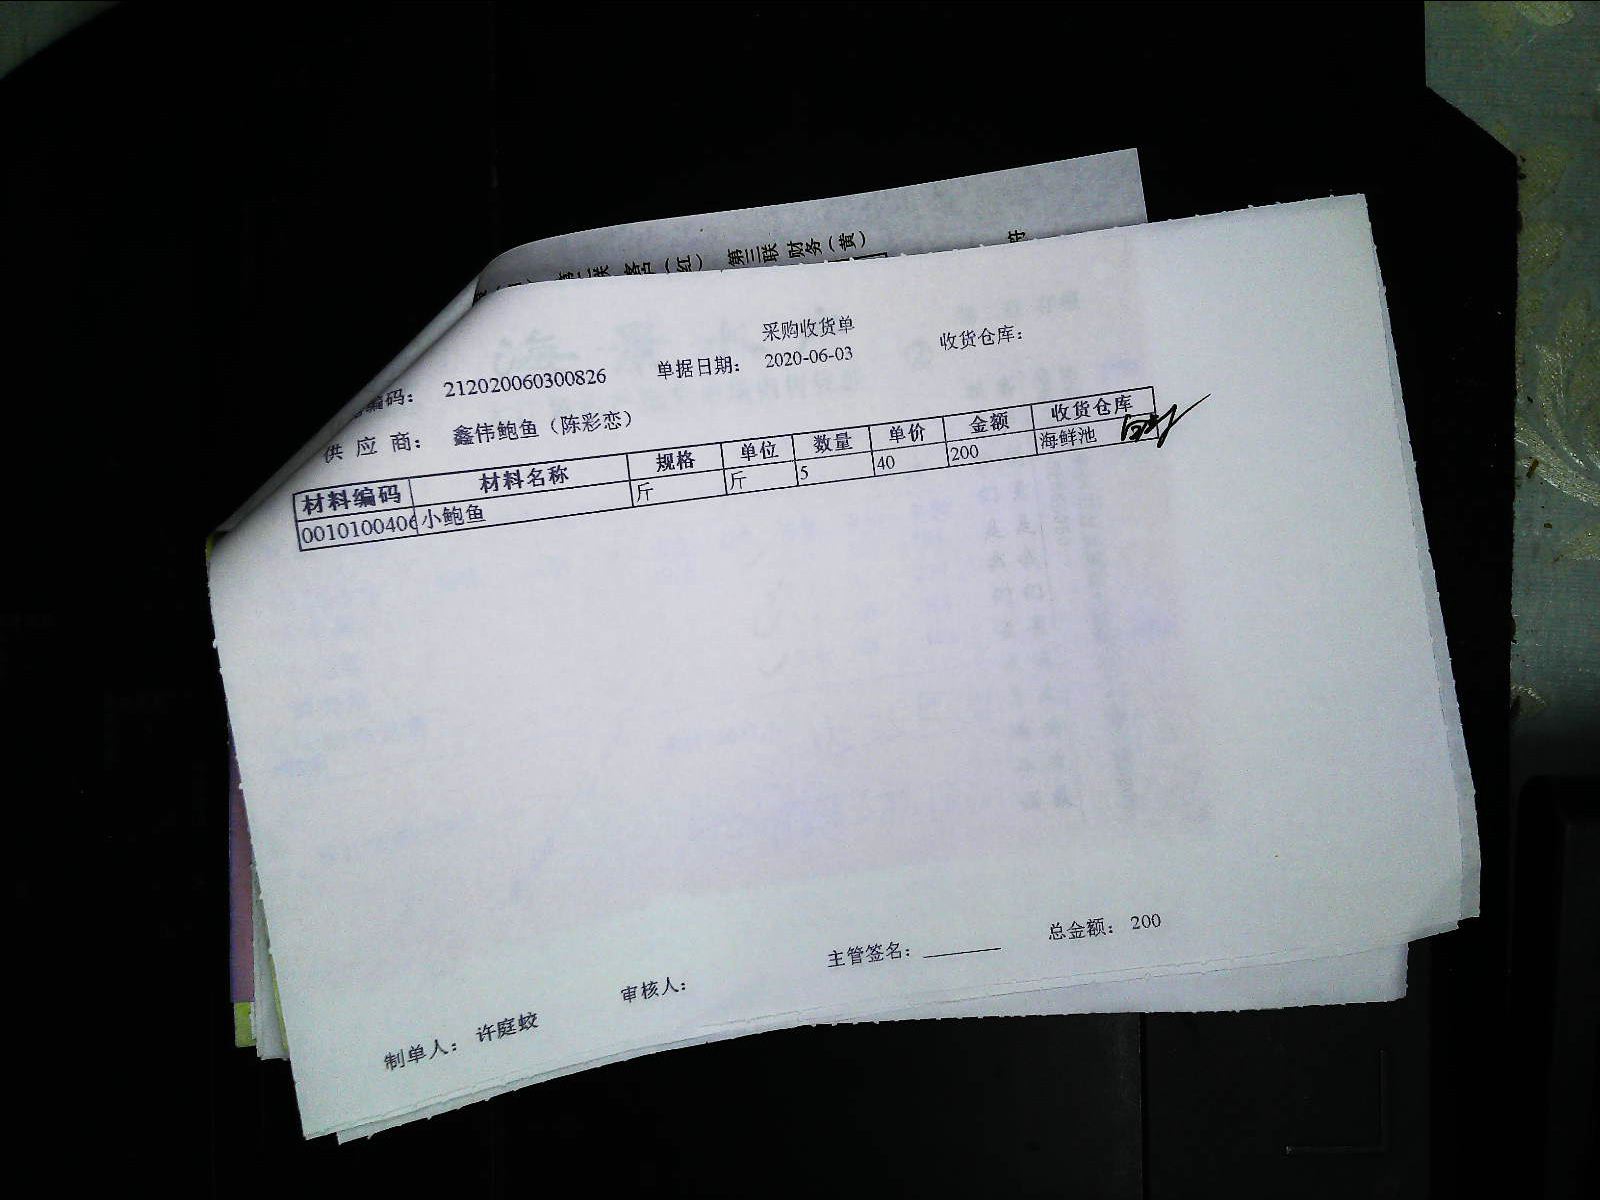 第三联 财务(黄)
采购收货单
编码： 212020060300826 单据日期： 2020-06-03 收货仓库：
供 应 商： 鑫伟鲍鱼（陈彩恋）
材料编码 材料名称 规格 单位 数量 单价 金额 收货仓库
0010100406 小鲍鱼 斤 斤 5 40 200 海鲜池
主管签名：______ 总金额： 200
制单人： 许庭蛟 审核人：